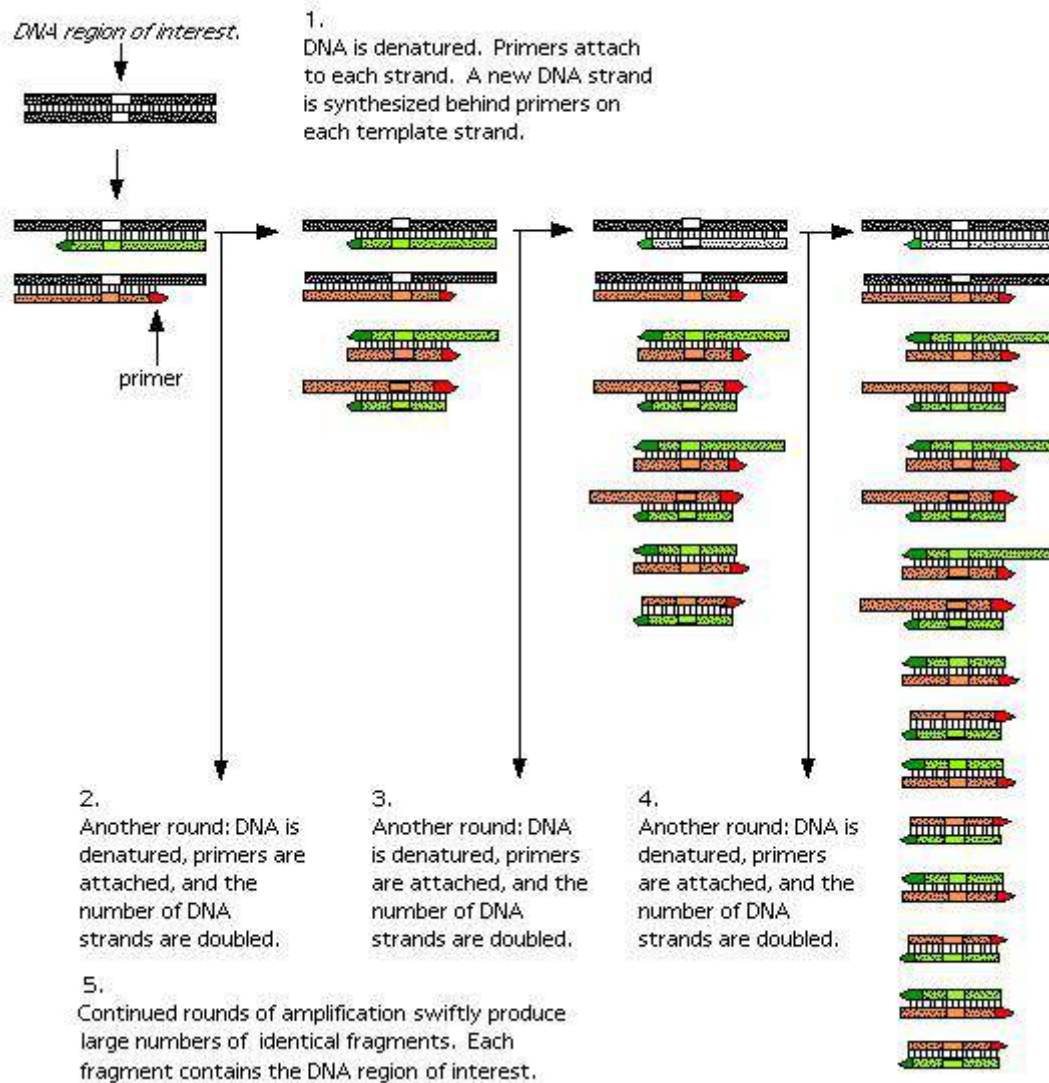 DNA region of interest.
1.
DNA is denatured. Primers attach
to each strand. A new DNA strand
is synthesized behind primers on
each template strand.
primer
2.
Another round: DNA is
denatured, primers are
attached, and the
number of DNA
strands are doubled.
3.
Another round: DNA
is denatured, primers
are attached, and the
number of DNA
strands are doubled.
4.
Another round: DNA is
denatured, primers
are attached, and the
number of DNA
strands are doubled.
5.
Continued rounds of amplification swiftly produce
large numbers of identical fragments. Each
fragment contains the DNA region of interest.